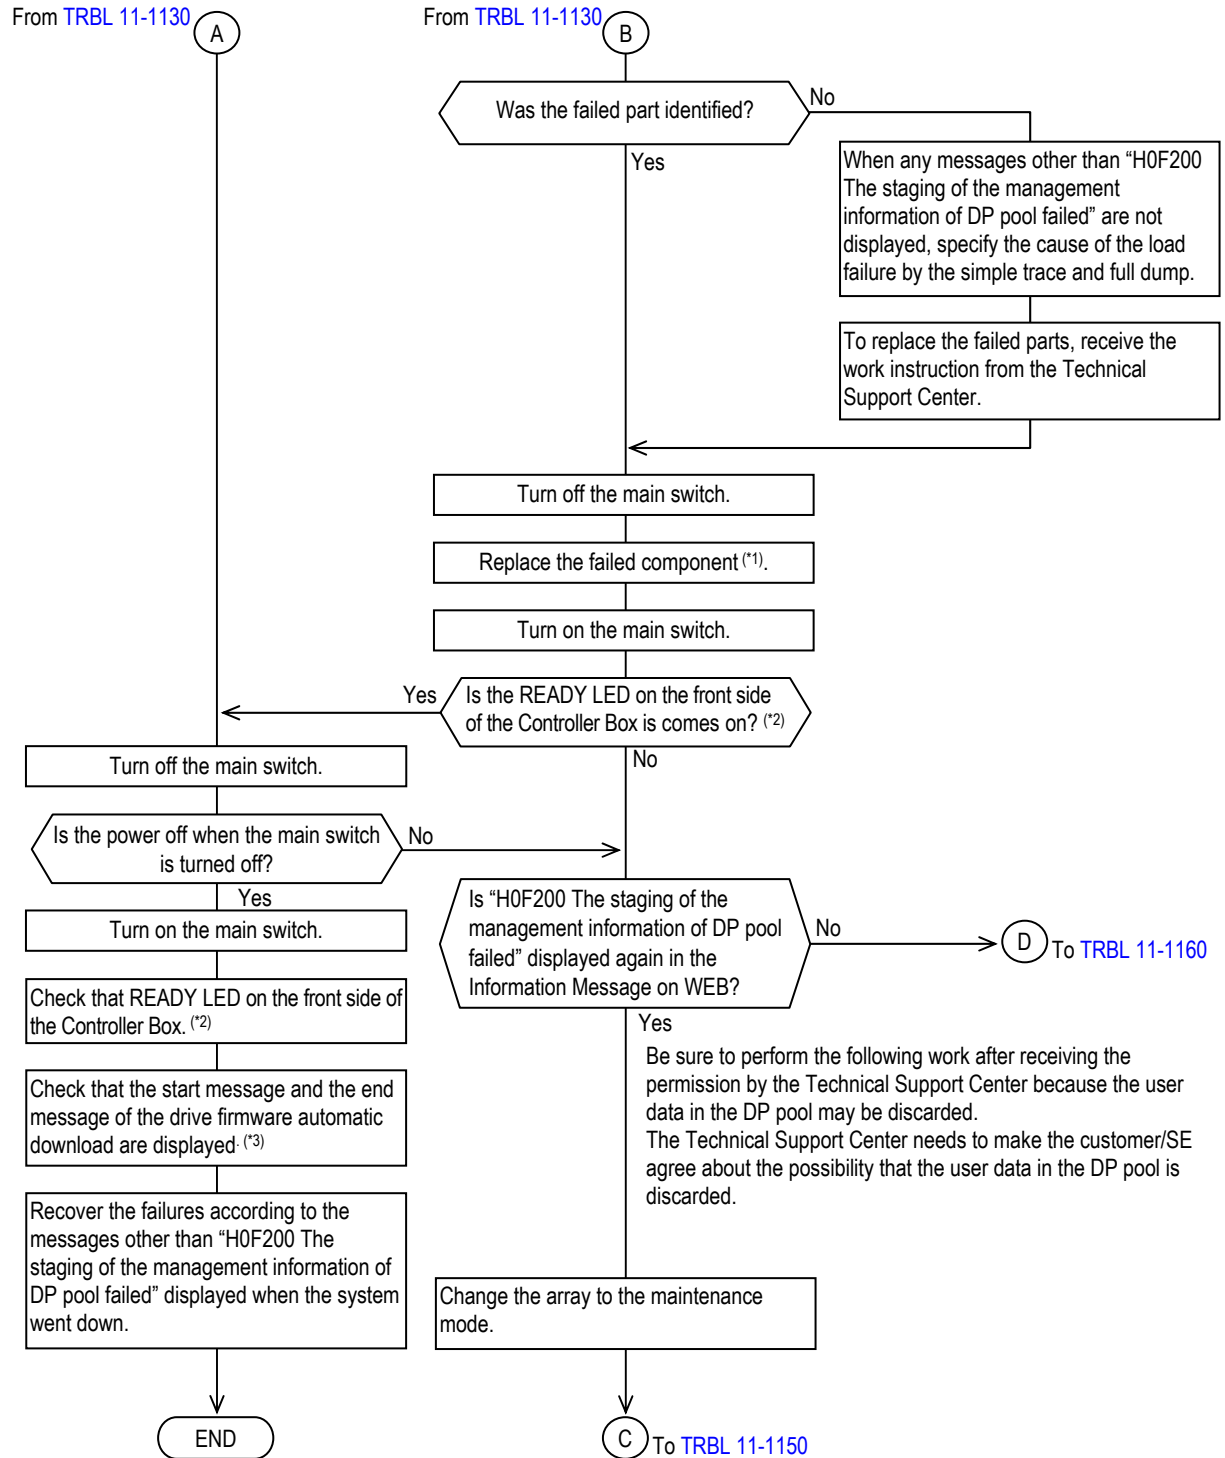 From TRBL 11-1130
A
From TRBL 11-1130
B
Was the failed part identified?
No
Yes
When any messages other than “H0F200
The staging of the management
information of DP pool failed” are not
displayed, specify the cause of the load
failure by the simple trace and full dump.
To replace the failed parts, receive the
work instruction from the Technical
Support Center.
Turn off the main switch.
Replace the failed component (*1).
Turn on the main switch.
Yes
Is the READY LED on the front side
of the Controller Box is comes on? (*2)
No
Turn off the main switch.
Is the power off when the main switch
is turned off?
No
Yes
Turn on the main switch.
Check that READY LED on the front side of
the Controller Box. (*2)
Check that the start message and the end
message of the drive firmware automatic
download are displayed. (*3)
Recover the failures according to the
messages other than “H0F200 The
staging of the management information of
DP pool failed” displayed when the system
went down.
END
Is “H0F200 The staging of the
management information of DP pool
failed” displayed again in the
Information Message on WEB?
No
D
To TRBL 11-1160
Yes
Be sure to perform the following work after receiving the
permission by the Technical Support Center because the user
data in the DP pool may be discarded.
The Technical Support Center needs to make the customer/SE
agree about the possibility that the user data in the DP pool is
discarded.
Change the array to the maintenance
mode.
C
To TRBL 11-1150